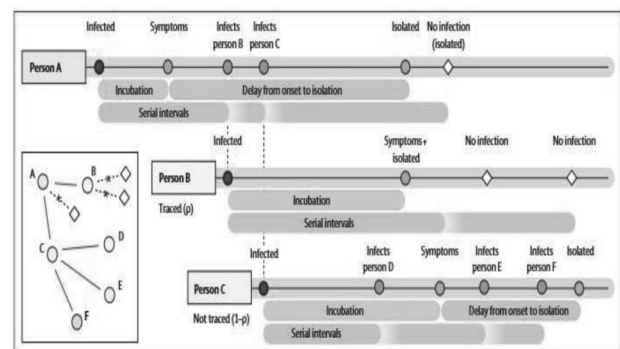 Infected
Symptoms
Infects person B
Infects person C
Isolated
No infection (isolated)
Person A
Incubation
Delay from onset to isolation
Serial intervals
Infected
Symptoms+ isolated
No infection
No infection
Person B
Traced (ρ)
Incubation
Serial intervals
Infected
Infects person D
Symptoms
Infects person E
Infects person F
Isolated
Person C
Not traced (1-ρ)
Incubation
Delay from onset to isolation
Serial intervals
A
B
C
D
E
F